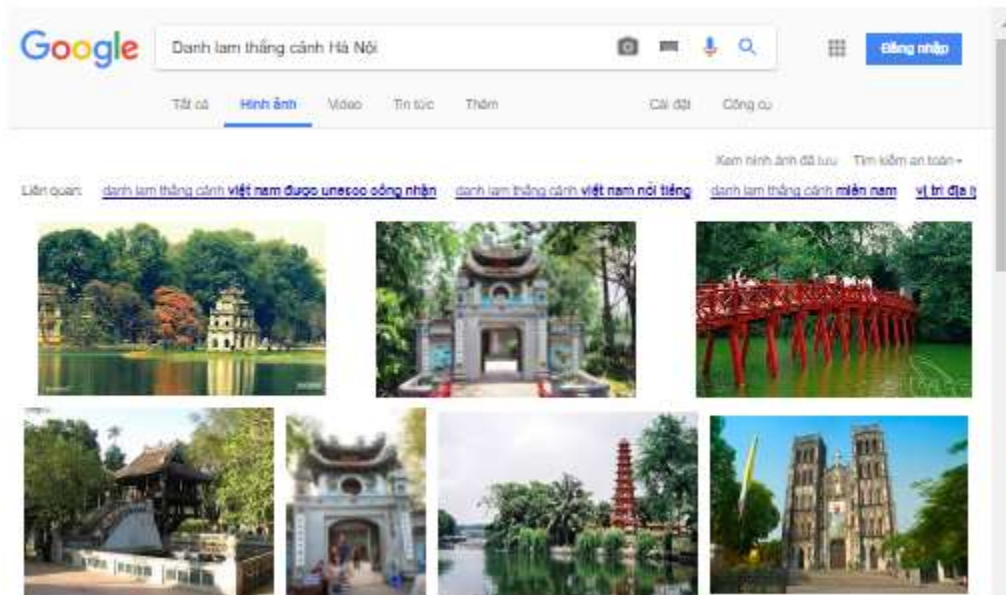 Google Danh lam thắng cảnh Hà Nội Đăng nhập
Tất cả Hình ảnh Video Tin tức Thêm Cài đặt Công cụ
Xem hình ảnh đã lưu Tìm kiếm an toàn
Liên quan: danh lam thắng cảnh việt nam được unesco công nhận danh lam thắng cảnh việt nam nổi tiếng danh lam thắng cảnh miền nam vị trí địa